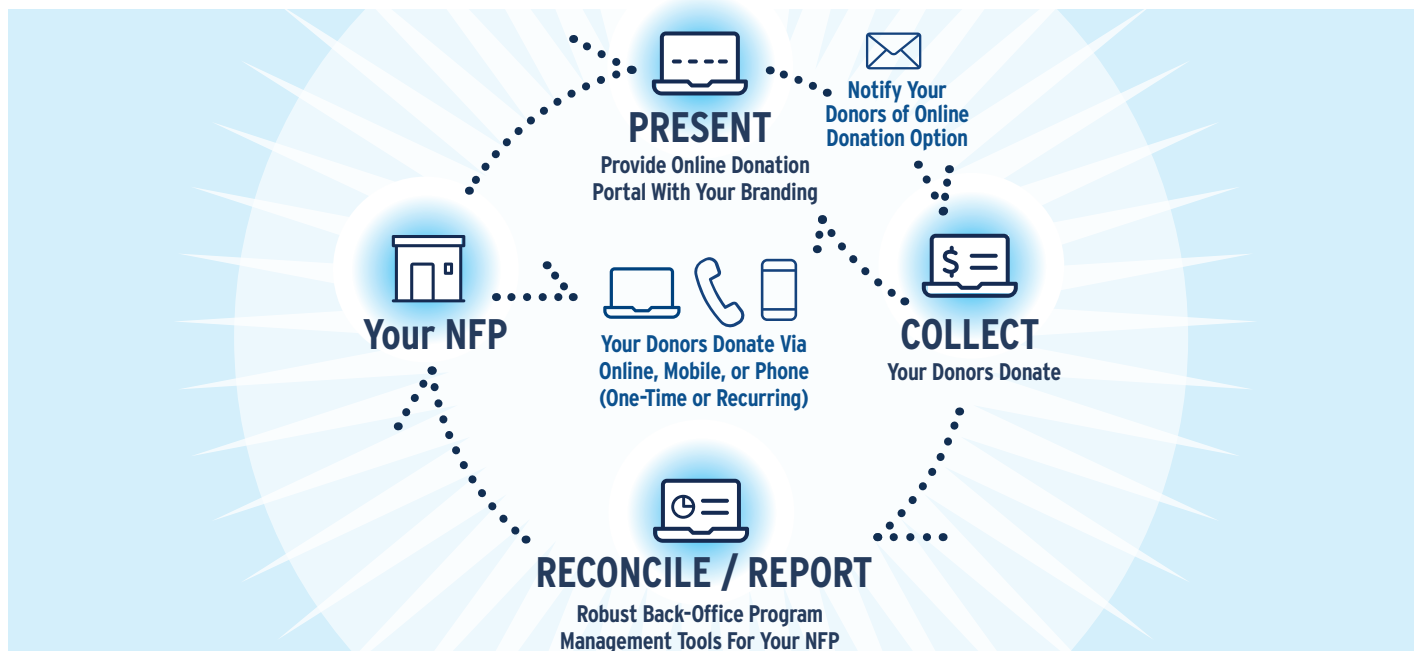 PRESENT
Provide Online Donation
Portal With Your Branding
Notify Your
Donors of Online
Donation Option
Your NFP
Your Donors Donate Via
Online, Mobile, or Phone
(One-Time or Recurring)
$
COLLECT
Your Donors Donate
RECONCILE / REPORT
Robust Back-Office Program
Management Tools For Your NFP